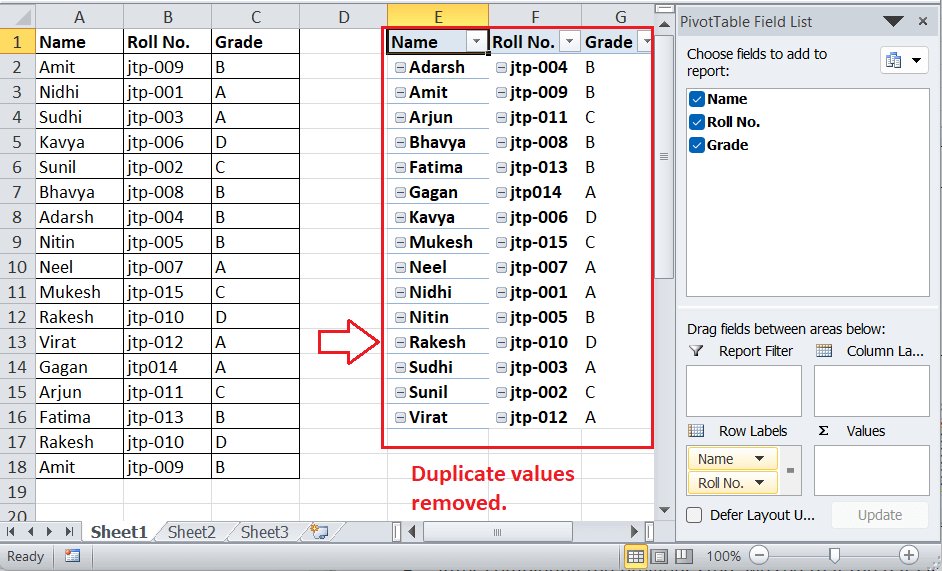 A B C D E F G
PivotTable Field List
1 Name Roll No. Grade Name Roll No. Grade
2 Amit jtp-009 B Adarsh jtp-004 B
3 Nidhi jtp-001 A Amit jtp-009 B
4 Sudhi jtp-003 A Arjun jtp-011 C
5 Kavya jtp-006 D Bhavya jtp-008 B
6 Sunil jtp-002 C Fatima jtp-013 B
7 Bhavya jtp-008 B Gagan jtp014 A
8 Adarsh jtp-004 B Kavya jtp-006 D
9 Nitin jtp-005 B Mukesh jtp-015 C
10 Neel jtp-007 A Neel jtp-007 A
11 Mukesh jtp-015 C Nidhi jtp-001 A
12 Rakesh jtp-010 D Nitin jtp-005 B
13 Virat jtp-012 A Rakesh jtp-010 D
14 Gagan jtp014 A Sudhi jtp-003 A
15 Arjun jtp-011 C Sunil jtp-002 C
16 Fatima jtp-013 B Virat jtp-012 A
17 Rakesh jtp-010 D
18 Amit jtp-009 B
19
20
Duplicate values
removed.
Choose fields to add to
report:
Name
Roll No.
Grade
Drag fields between areas below:
Report Filter Column La...
Row Labels Σ Values
Name
Roll No.
Defer Layout U... Update
Sheet1 Sheet2 Sheet3
Ready 100%